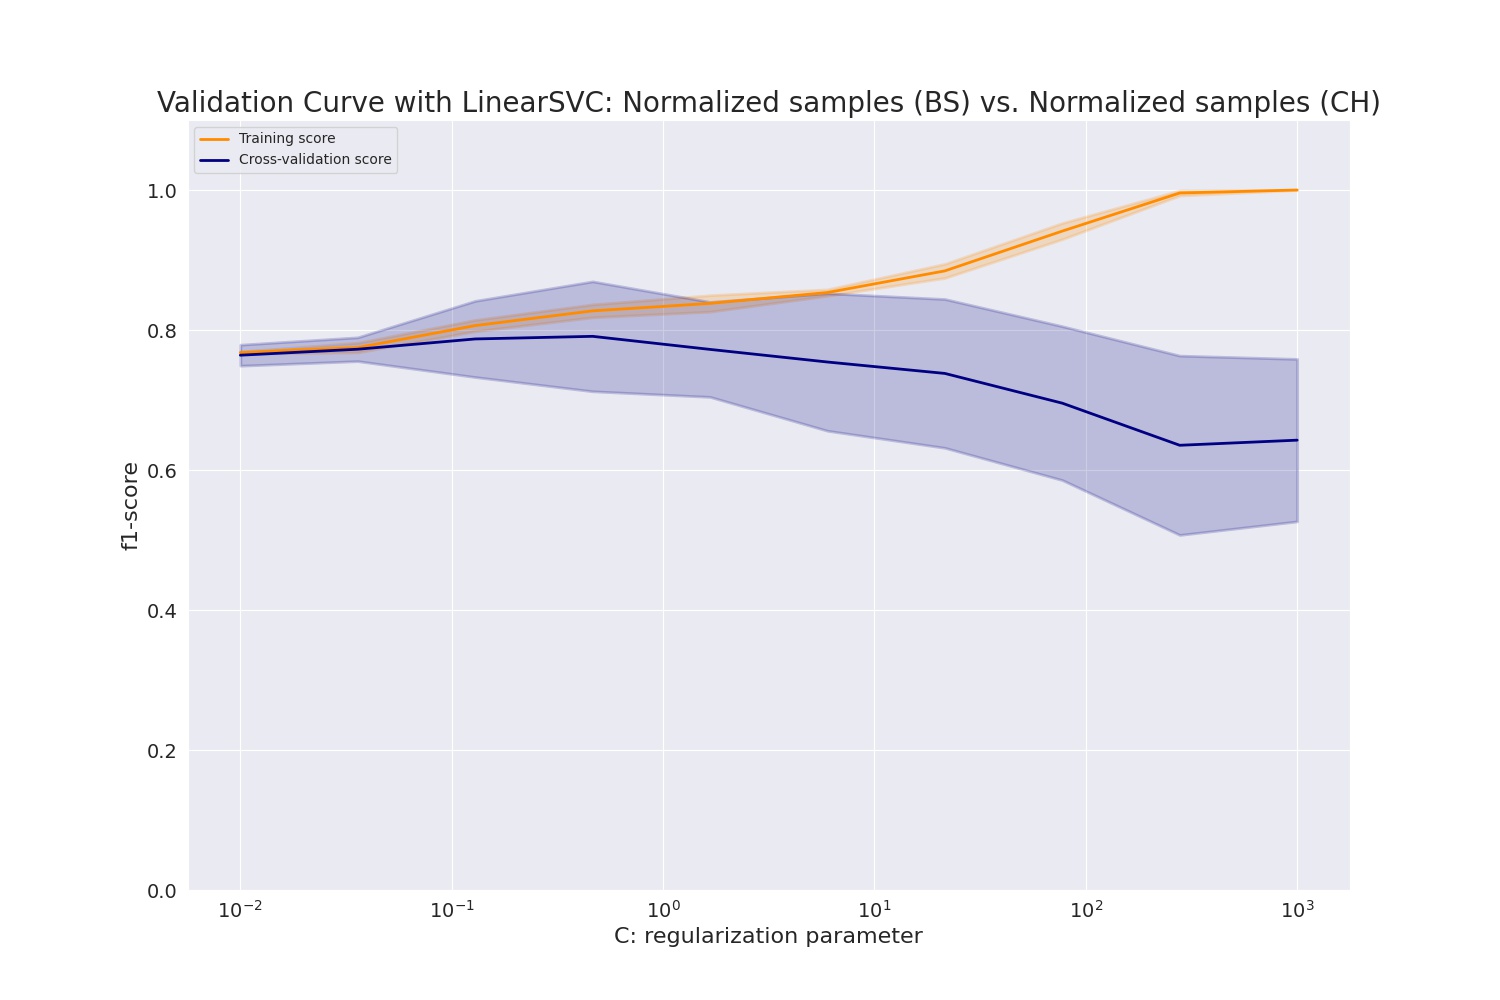 Validation Curve with LinearSVC: Normalized samples (BS) vs. Normalized samples (CH)
Training score
Cross-validation score
1.0
0.8
0.6
0.4
0.2
0.0
f1-score
10⁻² 10⁻¹ 10⁰ 10¹ 10² 10³
C: regularization parameter